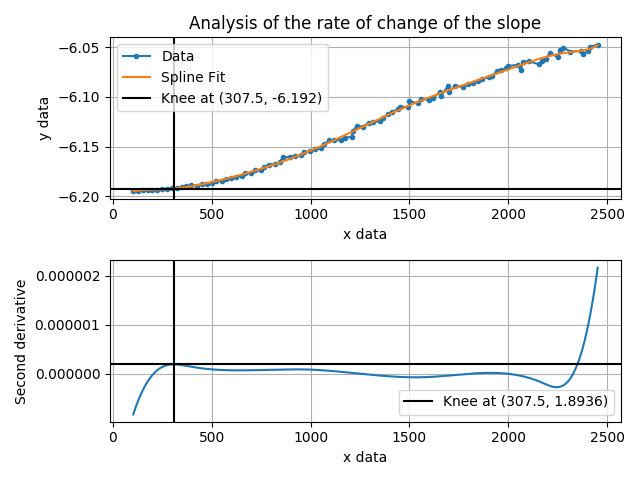 Analysis of the rate of change of the slope
y data
−6.05
−6.10
−6.15
−6.20
Data
Spline Fit
Knee at (307.5, -6.192)
0 500 1000 1500 2000 2500
x data
Second derivative
0.000002
0.000001
0.000000
Knee at (307.5, 1.8936)
0 500 1000 1500 2000 2500
x data